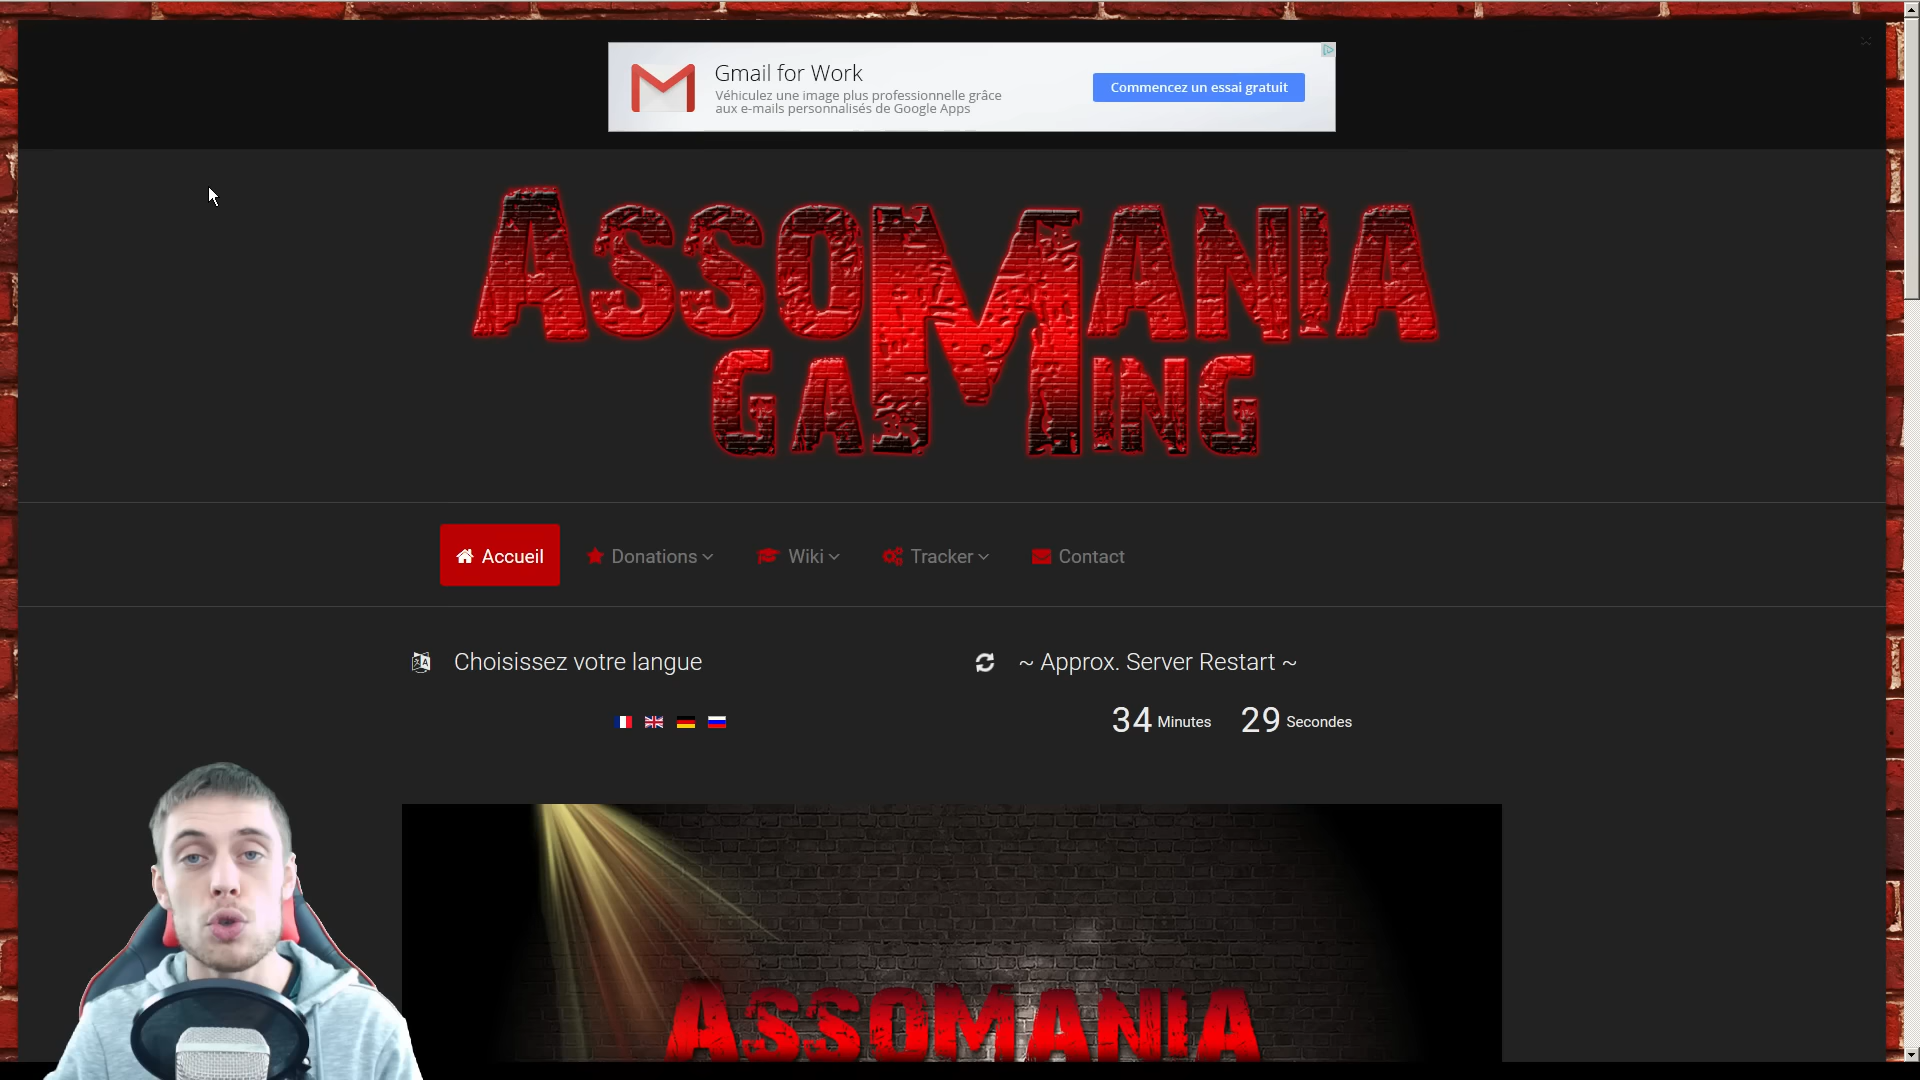 Gmail for Work
Véhiculez une image plus professionnelle grâce
aux e-mails personnalisés de Google Apps
Commencez un essai gratuit
ASSOMANIA
GAMING
Accueil
Donations
Wiki
Tracker
Contact
Choisissez votre langue
~ Approx. Server Restart ~
34 Minutes 29 Secondes
ASSOMANIA